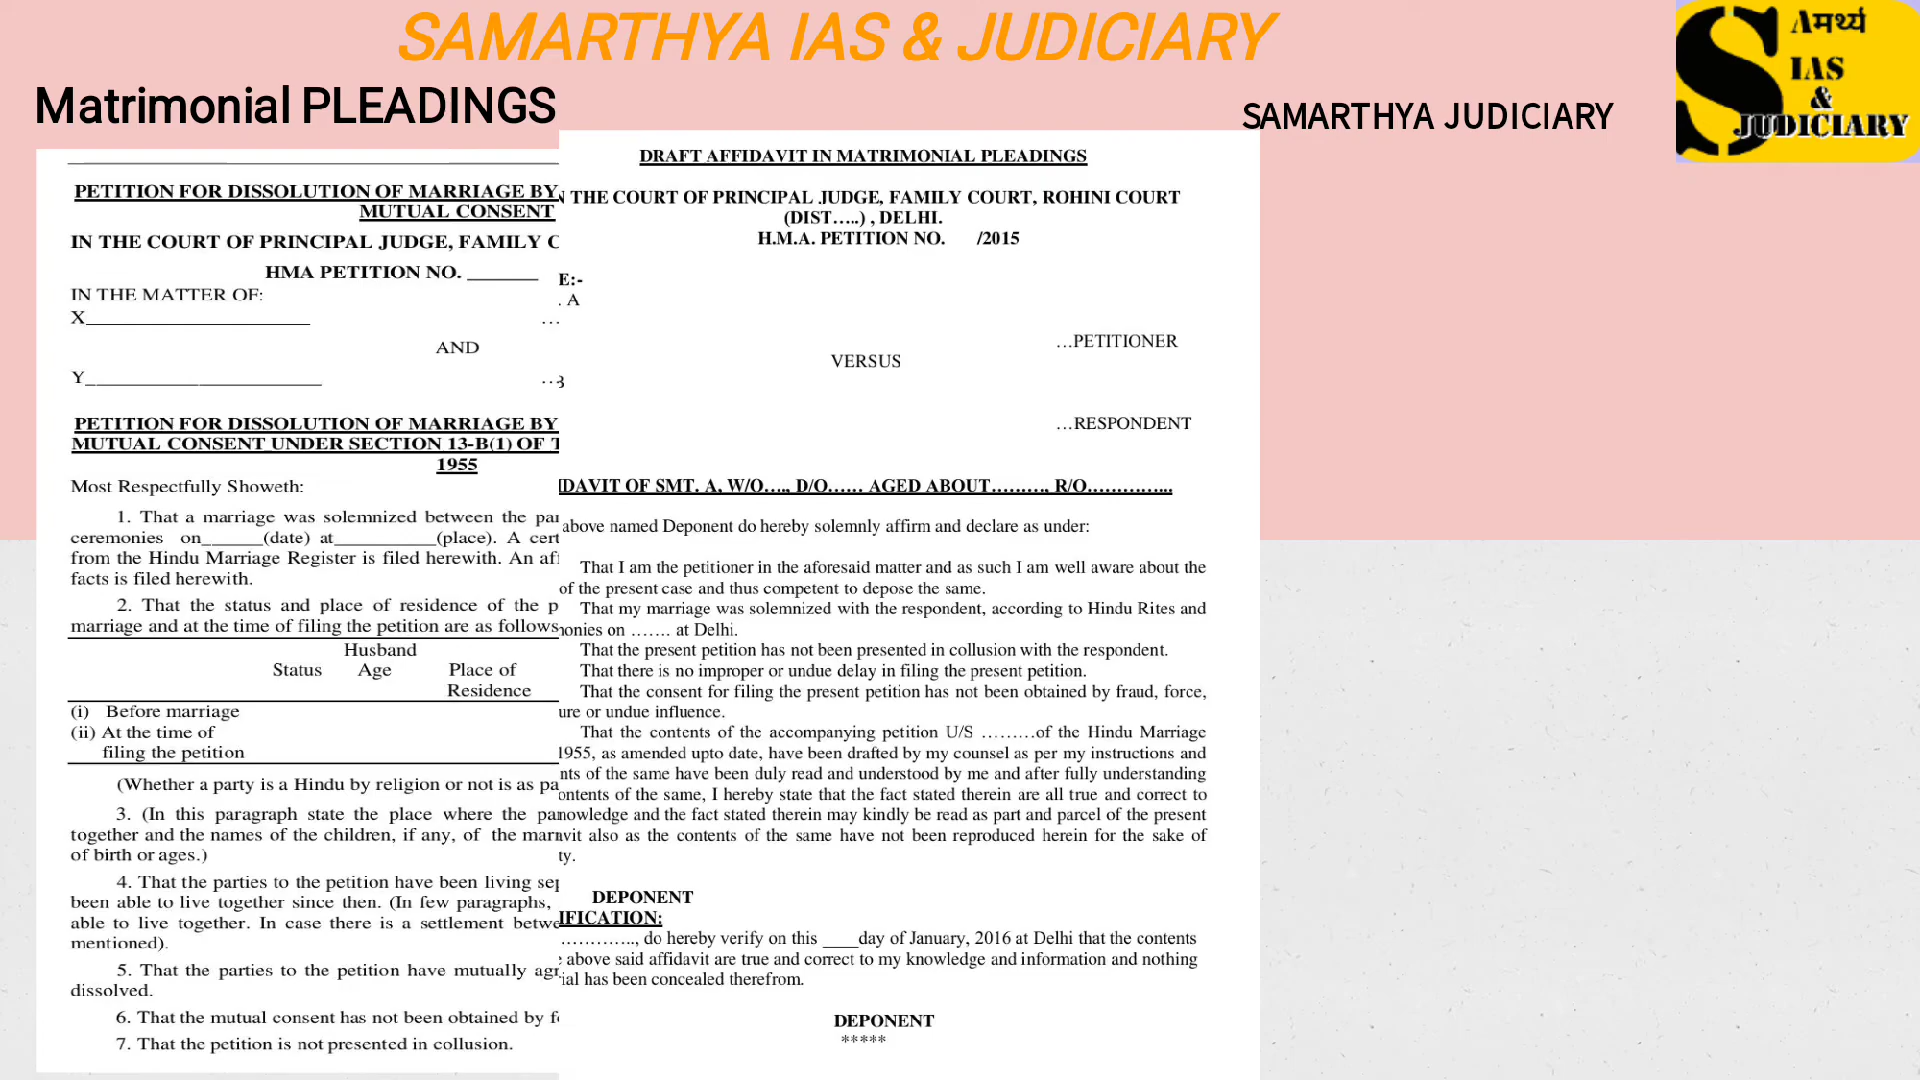 SAMARTHYA IAS & JUDICIARY
Aमर्थ्य
IAS
&
JUDICIARY
Matrimonial PLEADINGS
SAMARTHYA JUDICIARY
PETITION FOR DISSOLUTION OF MARRIAGE BY
MUTUAL CONSENT
IN THE COURT OF PRINCIPAL JUDGE, FAMILY C
HMA PETITION NO. _______
IN THE MATTER OF:
X______________________ …
AND
Y_______________________ …
PETITION FOR DISSOLUTION OF MARRIAGE BY
MUTUAL CONSENT UNDER SECTION 13-B(1) OF T
1955
Most Respectfully Showeth:
1. That a marriage was solemnized between the par
ceremonies on______(date) at__________(place). A cert
from the Hindu Marriage Register is filed herewith. An aff
facts is filed herewith.
2. That the status and place of residence of the p
marriage and at the time of filing the petition are as follows
Husband
Status Age Place of
Residence
(i) Before marriage
(ii) At the time of
filing the petition
(Whether a party is a Hindu by religion or not is as pa
3. (In this paragraph state the place where the par
together and the names of the children, if any, of the marr
of birth or ages.)
4. That the parties to the petition have been living sep
been able to live together since then. (In few paragraphs,
able to live together. In case there is a settlement betwe
mentioned).
5. That the parties to the petition have mutually agr
dissolved.
6. That the mutual consent has not been obtained by fo
7. That the petition is not presented in collusion.
DRAFT AFFIDAVIT IN MATRIMONIAL PLEADINGS
N THE COURT OF PRINCIPAL JUDGE, FAMILY COURT, ROHINI COURT
(DIST…..) , DELHI.
H.M.A. PETITION NO. /2015
E:-
. A
…PETITIONER
VERSUS
B
…RESPONDENT
IDAVIT OF SMT. A, W/O…., D/O…… AGED ABOUT………, R/O…………...
above named Deponent do hereby solemnly affirm and declare as under:
That I am the petitioner in the aforesaid matter and as such I am well aware about the
of the present case and thus competent to depose the same.
That my marriage was solemnized with the respondent, according to Hindu Rites and
monies on ……. at Delhi.
That the present petition has not been presented in collusion with the respondent.
That there is no improper or undue delay in filing the present petition.
That the consent for filing the present petition has not been obtained by fraud, force,
ure or undue influence.
That the contents of the accompanying petition U/S ………of the Hindu Marriage
1955, as amended upto date, have been drafted by my counsel as per my instructions and
nts of the same have been duly read and understood by me and after fully understanding
ontents of the same, I hereby state that the fact stated therein are all true and correct to
nowledge and the fact stated therein may kindly be read as part and parcel of the present
avit also as the contents of the same have not been reproduced herein for the sake of
ty.
DEPONENT
IFICATION:
…………., do hereby verify on this ____day of January, 2016 at Delhi that the contents
e above said affidavit are true and correct to my knowledge and information and nothing
ial has been concealed therefrom.
DEPONENT
*****